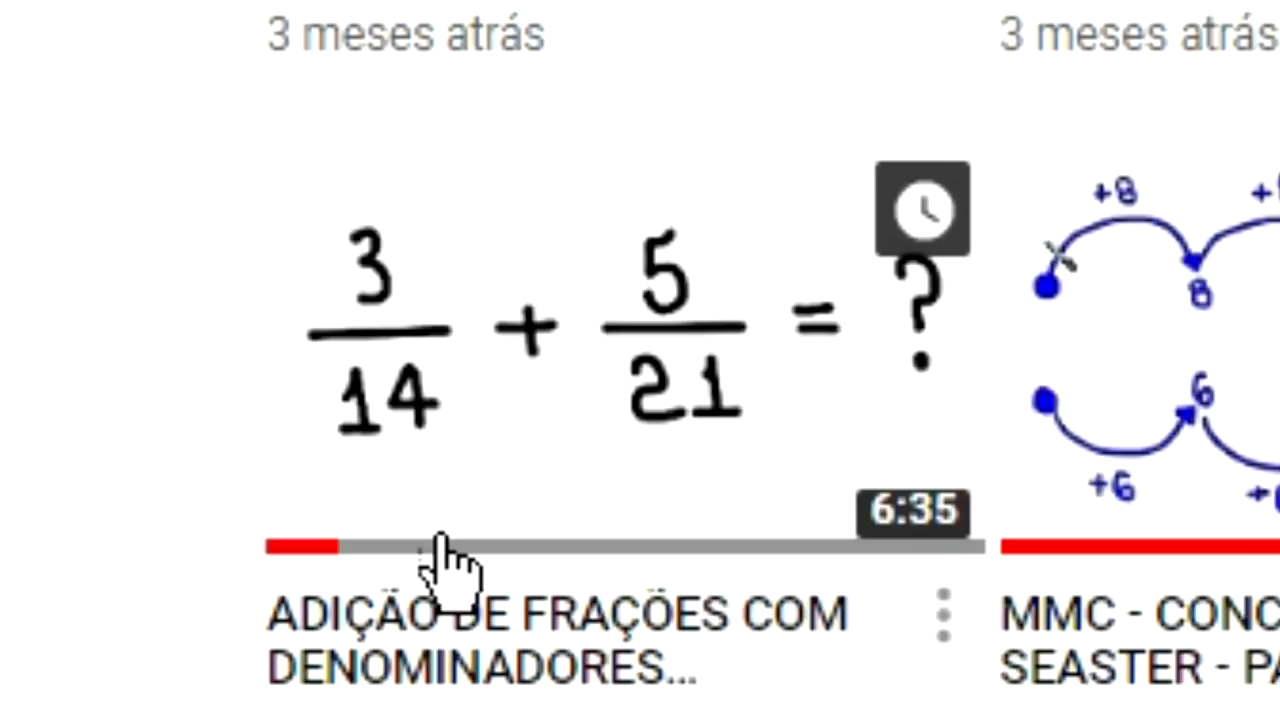 3 meses atrás
3 meses atrás
3
14
+
5
21
= ?
6:35
ADIÇÃO DE FRAÇÕES COM
DENOMINADORES...
+8
8
6
+6
MMC - CONC
SEASTER - PA